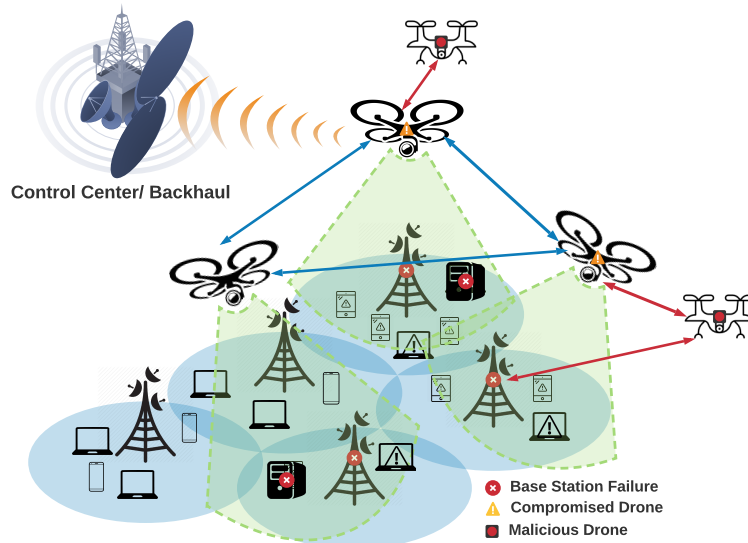 Control Center/ Backhaul
Base Station Failure
Compromised Drone
Malicious Drone